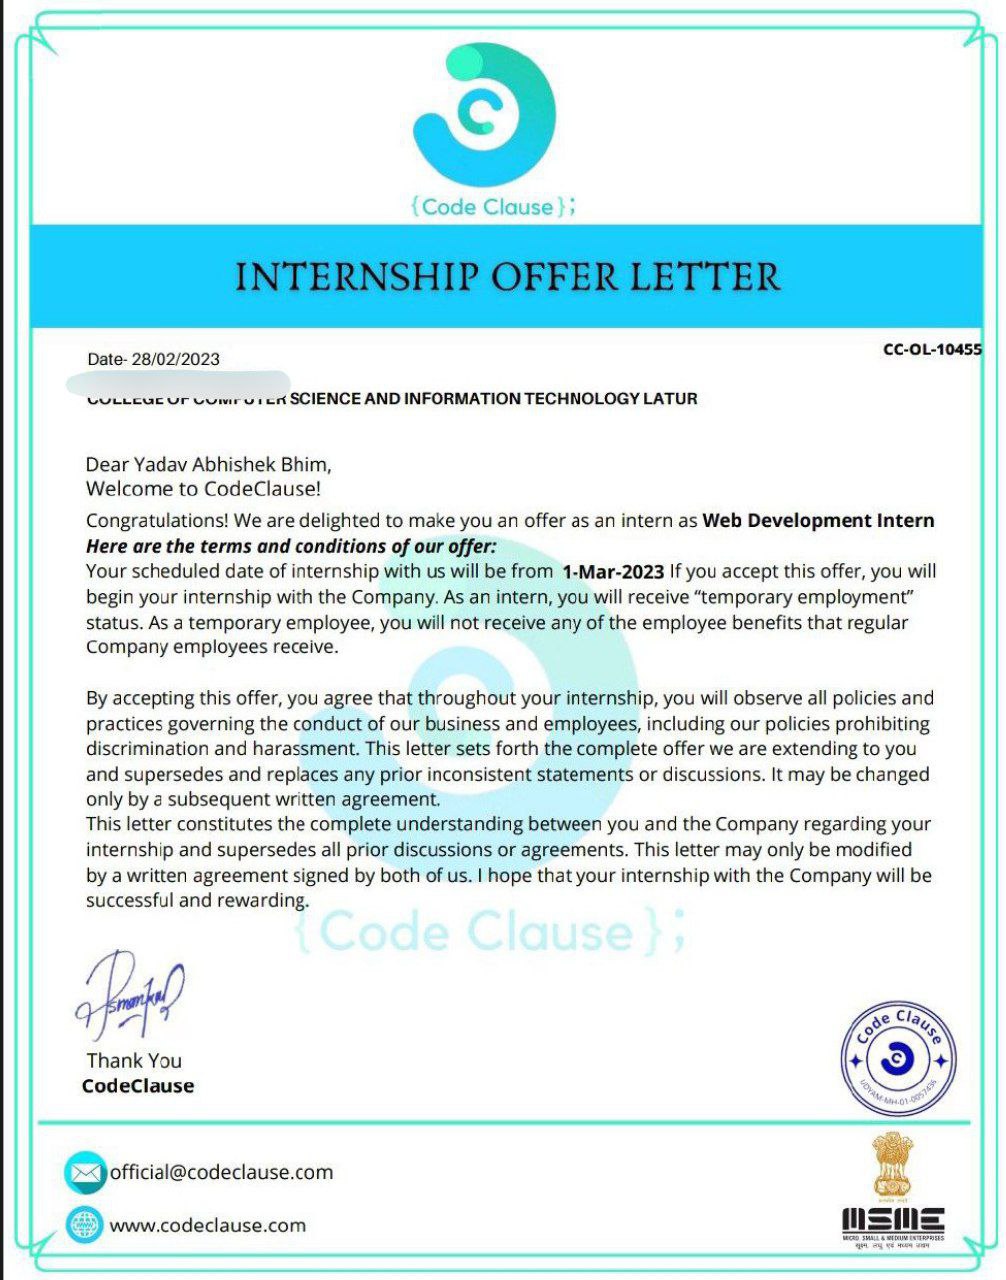 {Code Clause};
INTERNSHIP OFFER LETTER
CC-OL-10455
Date- 28/02/2023
COLLEGE OF COMPUTER SCIENCE AND INFORMATION TECHNOLOGY LATUR
Dear Yadav Abhishek Bhim,
Welcome to CodeClause!
Congratulations! We are delighted to make you an offer as an intern as Web Development Intern
Here are the terms and conditions of our offer:
Your scheduled date of internship with us will be from 1-Mar-2023 If you accept this offer, you will
begin your internship with the Company. As an intern, you will receive “temporary employment”
status. As a temporary employee, you will not receive any of the employee benefits that regular
Company employees receive.
By accepting this offer, you agree that throughout your internship, you will observe all policies and
practices governing the conduct of our business and employees, including our policies prohibiting
discrimination and harassment. This letter sets forth the complete offer we are extending to you
and supersedes and replaces any prior inconsistent statements or discussions. It may be changed
only by a subsequent written agreement.
This letter constitutes the complete understanding between you and the Company regarding your
internship and supersedes all prior discussions or agreements. This letter may only be modified
by a written agreement signed by both of us. I hope that your internship with the Company will be
successful and rewarding.
{Code Clause};
Thank You
CodeClause
Code Clause
UDYAM-MH-01-0057436
official@codeclause.com
www.codeclause.com
MSME
MICRO, SMALL & MEDIUM ENTERPRISES
सूक्ष्म, लघु एवं मध्यम उद्यम